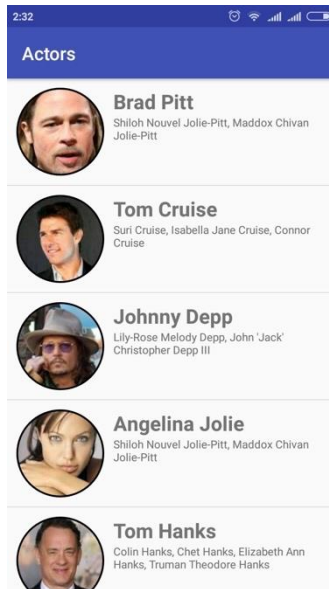 2:32
Actors
Brad Pitt
Shiloh Nouvel Jolie-Pitt, Maddox Chivan
Jolie-Pitt
Tom Cruise
Suri Cruise, Isabella Jane Cruise, Connor
Cruise
Johnny Depp
Lily-Rose Melody Depp, John 'Jack'
Christopher Depp III
Angelina Jolie
Shiloh Nouvel Jolie-Pitt, Maddox Chivan
Jolie-Pitt
Tom Hanks
Colin Hanks, Chet Hanks, Elizabeth Ann
Hanks, Truman Theodore Hanks